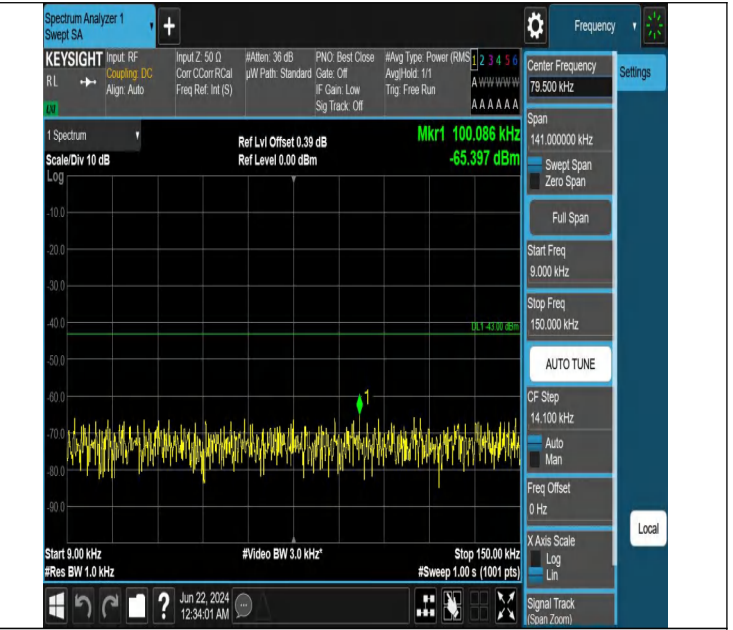 Spectrum Analyzer 1
Swept SA
+
Frequency
KEYSIGHT
RL
Input: RF
Coupling: DC
Align: Auto
Input Z: 50 Ω
Corr CCorr RCal
Freq Ref: Int (S)
#Atten: 36 dB
µW Path: Standard
PNO: Best Close
Gate: Off
IF Gain: Low
Sig Track: Off
#Avg Type: Power (RMS
Avg|Hold: 1/1
Trig: Free Run
1 2 3 4 5 6
A W W W W W
A A A A A A
Center Frequency
79.500 kHz
Settings
1 Spectrum
Scale/Div 10 dB
Log
Ref Lvl Offset 0.39 dB
Ref Level 0.00 dBm
Mkr1 100.086 kHz
-65.397 dBm
-10.0
-20.0
-30.0
-40.0
-50.0
-60.0
-70.0
-80.0
-90.0
DL1 -43.00 dBm
1
Start 9.00 kHz
#Res BW 1.0 kHz
#Video BW 3.0 kHz*
Stop 150.00 kHz
#Sweep 1.00 s (1001 pts)
Span
141.000000 kHz
Swept Span
Zero Span
Full Span
Start Freq
9.000 kHz
Stop Freq
150.000 kHz
AUTO TUNE
CF Step
14.100 kHz
Auto
Man
Freq Offset
0 Hz
X Axis Scale
Log
Lin
Local
Signal Track
(Span Zoom)
?
Jun 22, 2024
12:34:01 AM